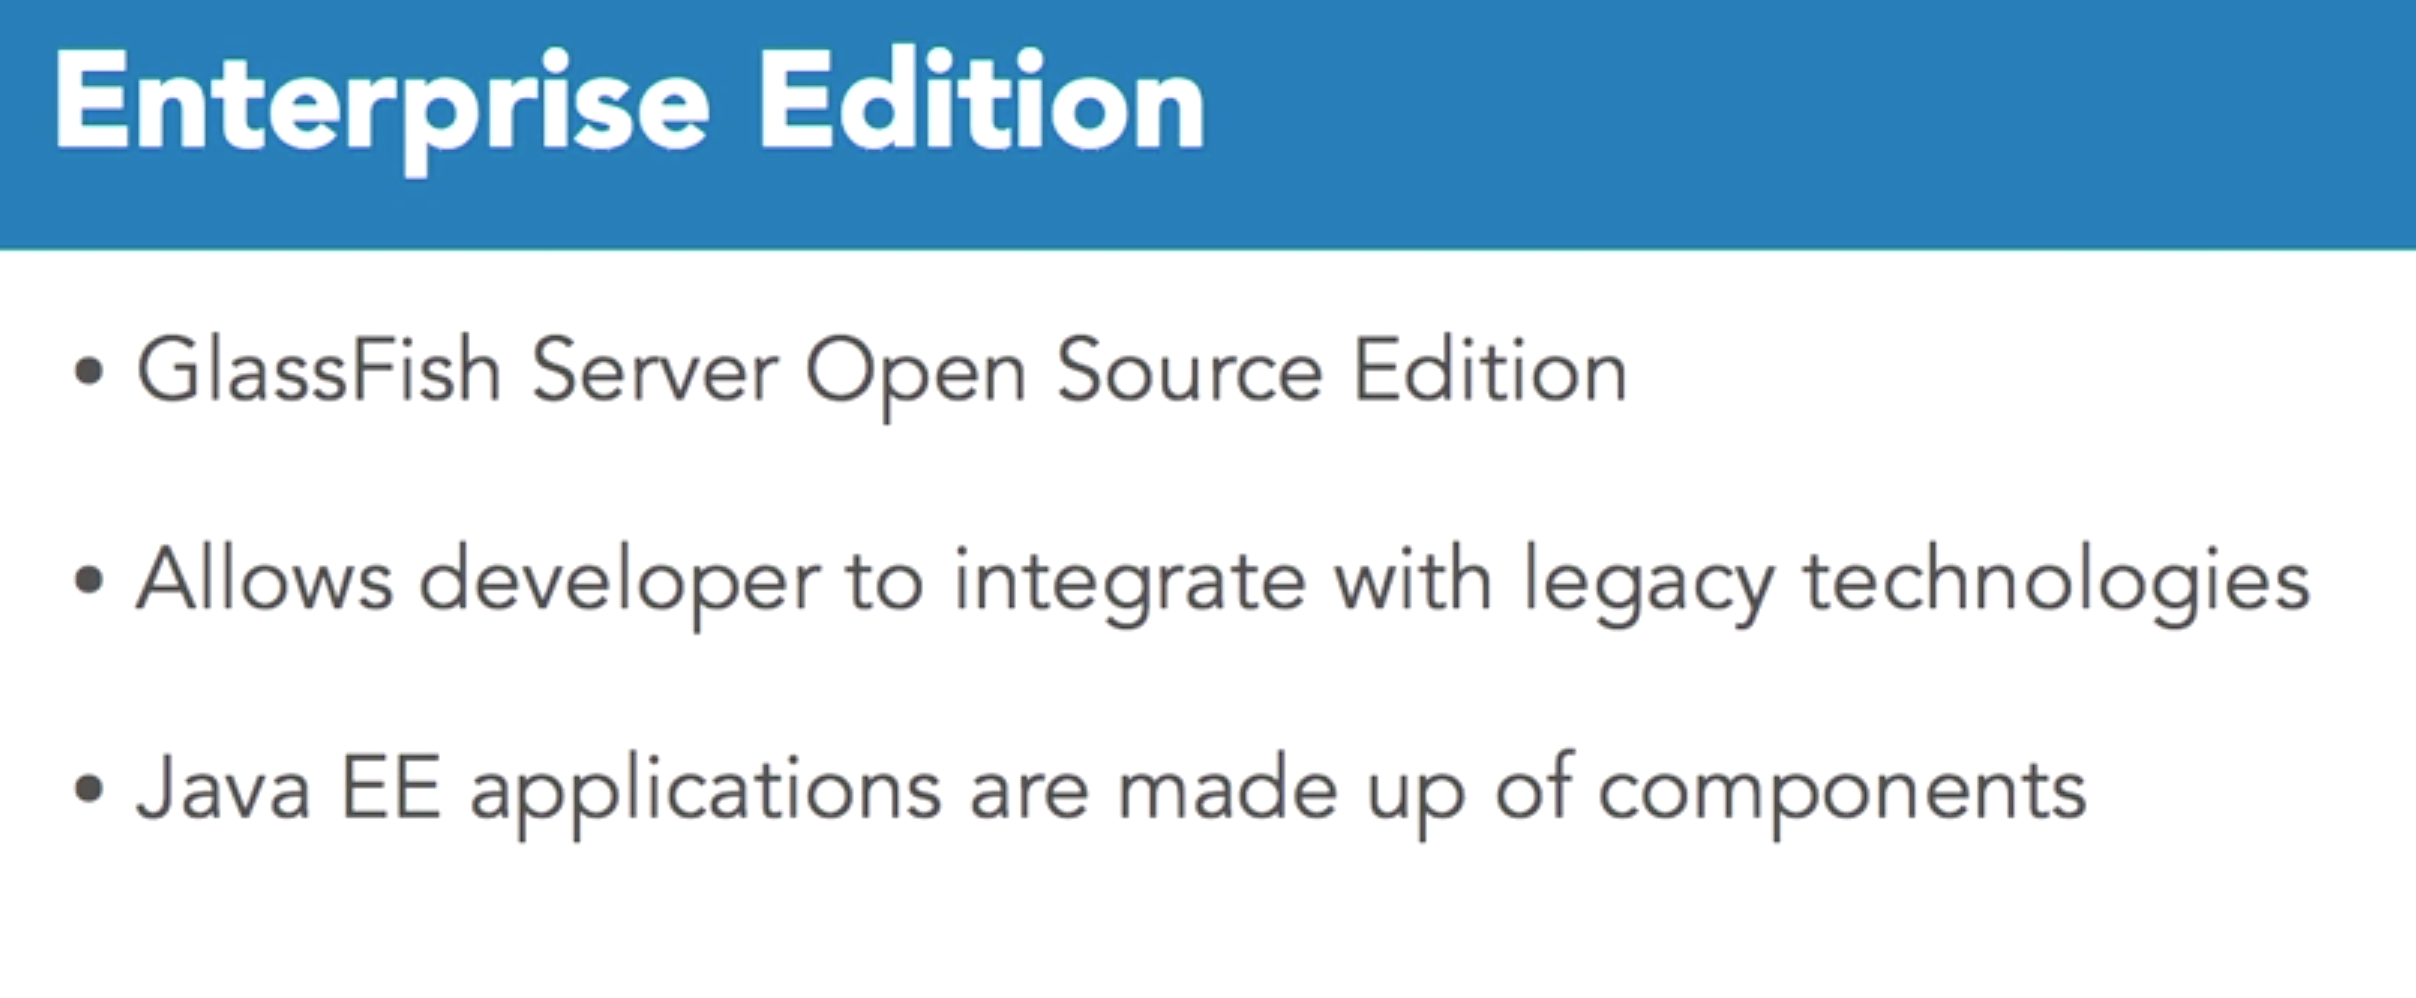 Enterprise Edition
• GlassFish Server Open Source Edition
• Allows developer to integrate with legacy technologies
• Java EE applications are made up of components